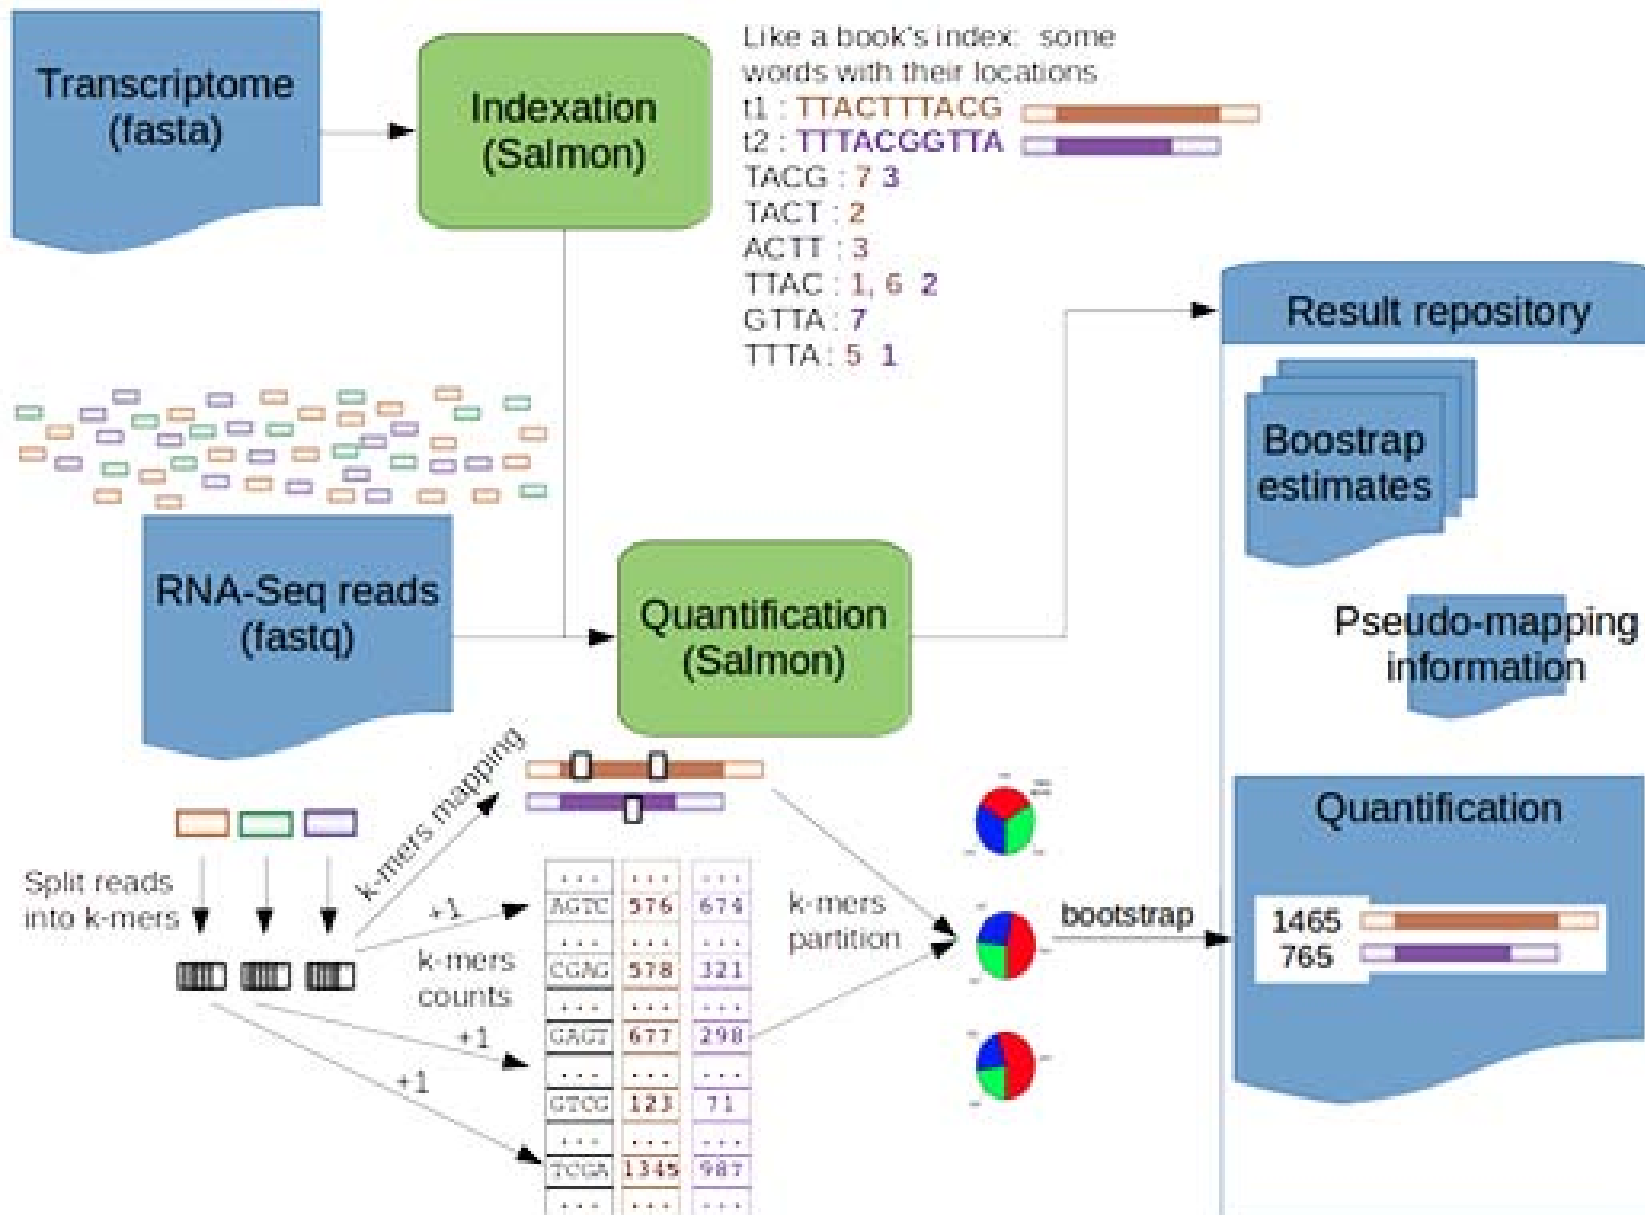 Transcriptome
(fasta)
Indexation
(Salmon)
Like a book's index: some
words with their locations
t1 : TTACTTTACG
t2 : TTTACGGTTA
TACG : 7 3
TACT : 2
ACTT : 3
TTAC : 1, 6 2
GTTA : 7
TTTA : 5 1
Result repository
Boostrap
estimates
RNA-Seq reads
(fastq)
Quantification
(Salmon)
Pseudo-mapping
information
Quantification
1465
765
Split reads
into k-mers
k-mers mapping
+1
k-mers
counts
+1
+1
... ... ...
AGTC 576 674
... ... ...
CGAG 578 321
... ... ...
GAGT 677 298
... ... ...
GTCG 123 71
... ... ...
TCGA 1345 987
... ... ...
k-mers
partition
bootstrap